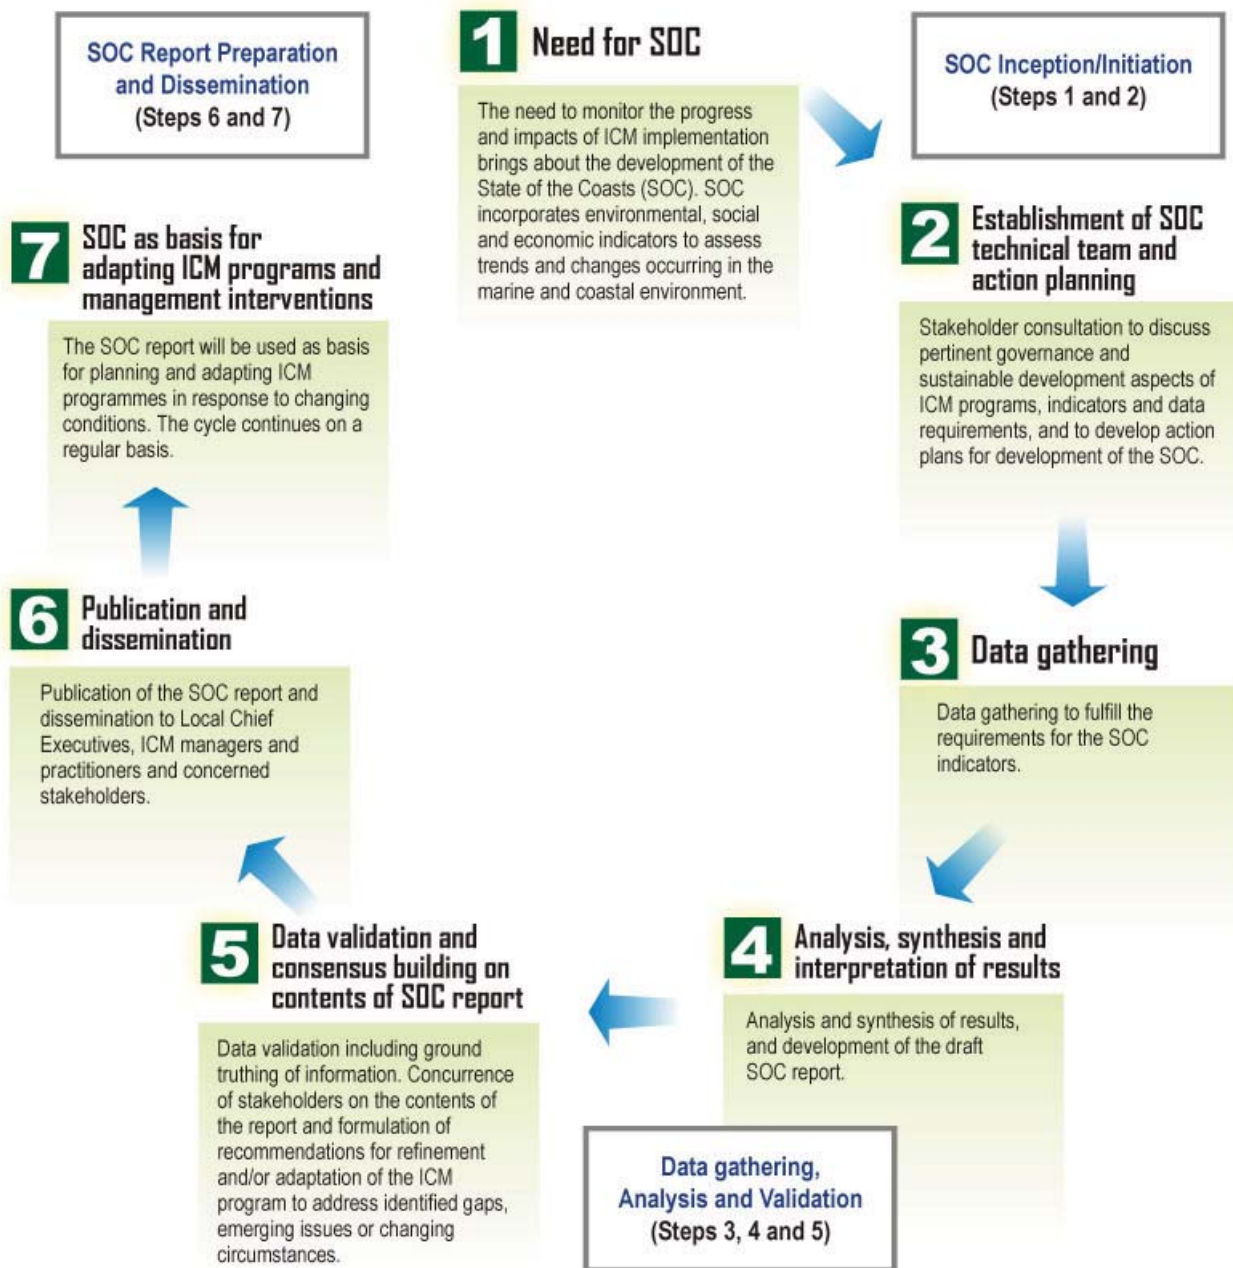 SOC Report Preparation
and Dissemination
(Steps 6 and 7)
1 Need for SOC
The need to monitor the progress
and impacts of ICM implementation
brings about the development of the
State of the Coasts (SOC). SOC
incorporates environmental, social
and economic indicators to assess
trends and changes occurring in the
marine and coastal environment.
SOC Inception/Initiation
(Steps 1 and 2)
2 Establishment of SOC
technical team and
action planning
Stakeholder consultation to discuss
pertinent governance and
sustainable development aspects of
ICM programs, indicators and data
requirements, and to develop action
plans for development of the SOC.
3 Data gathering
Data gathering to fulfill the
requirements for the SOC
indicators.
4 Analysis, synthesis and
interpretation of results
Analysis and synthesis of results,
and development of the draft
SOC report.
Data gathering,
Analysis and Validation
(Steps 3, 4 and 5)
5 Data validation and
consensus building on
contents of SOC report
Data validation including ground
truthing of information. Concurrence
of stakeholders on the contents of
the report and formulation of
recommendations for refinement
and/or adaptation of the ICM
program to address identified gaps,
emerging issues or changing
circumstances.
6 Publication and
dissemination
Publication of the SOC report and
dissemination to Local Chief
Executives, ICM managers and
practitioners and concerned
stakeholders.
7 SOC as basis for
adapting ICM programs and
management interventions
The SOC report will be used as basis
for planning and adapting ICM
programmes in response to changing
conditions. The cycle continues on a
regular basis.